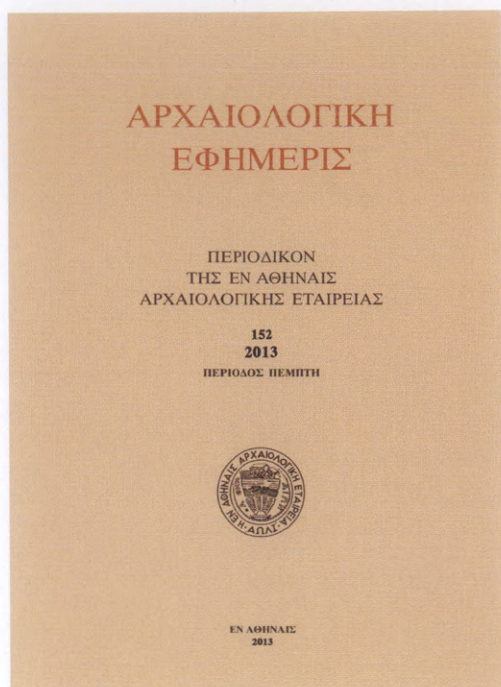 ΑΡΧΑΙΟΛΟΓΙΚΗ
ΕΦΗΜΕΡΙΣ
ΠΕΡΙΟΔΙΚΟΝ
ΤΗΣ ΕΝ ΑΘΗΝΑΙΣ
ΑΡΧΑΙΟΛΟΓΙΚΗΣ ΕΤΑΙΡΕΙΑΣ
152
2013
ΠΕΡΙΟΔΟΣ ΠΕΜΠΤΗ
Η ΕΝ ΑΘΗΝΑΙΣ ΑΡΧΑΙΟΛΟΓΙΚΗ ΕΤΑΙΡΕΙΑ
ΕΝ ΑΘΗΝΑΙΣ
2013